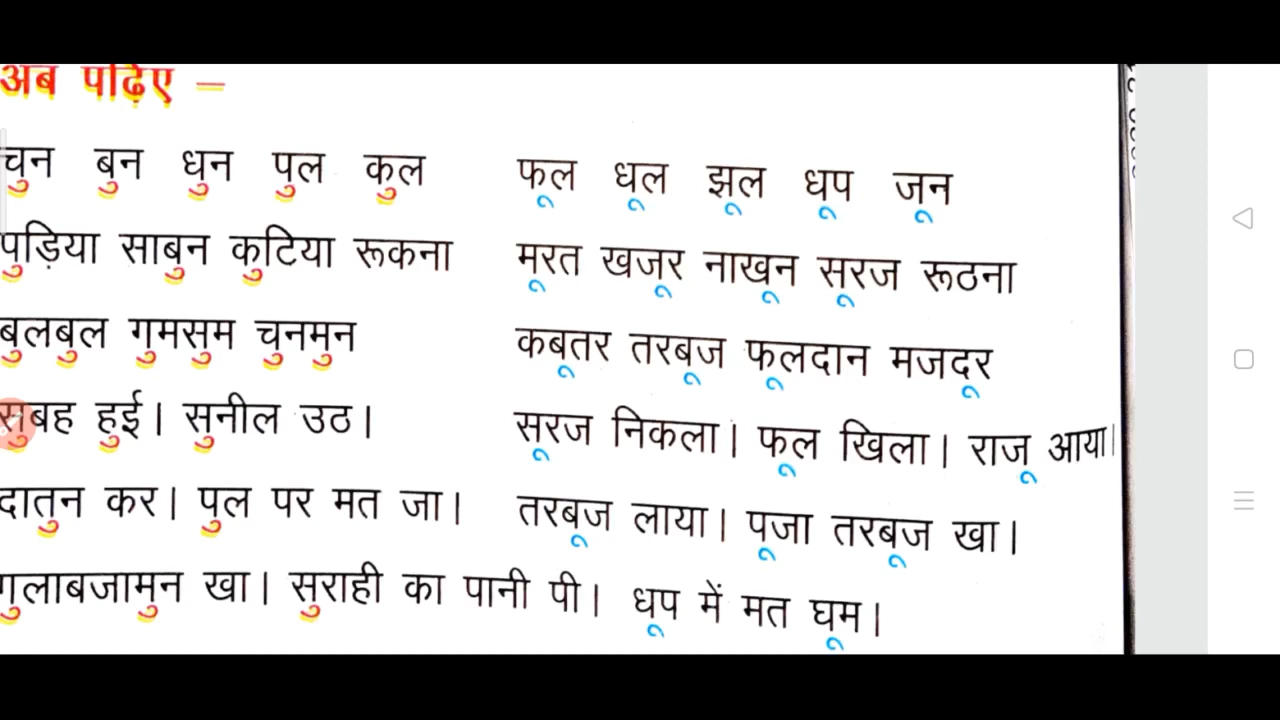 अब पढ़िए –
चुन बुन धुन पुल कुल
पुड़िया साबुन कुटिया रूकना
बुलबुल गुमसुम चुनमुन
सुबह हुई। सुनील उठ।
दातुन कर। पुल पर मत जा।
गुलाबजामुन खा। सुराही का पानी पी।
फूल धूल झूल धूप जून
मूरत खजूर नाखून सूरज रूठना
कबूतर तरबूज फूलदान मजदूर
सूरज निकला। फूल खिला। राजू आया।
तरबूज लाया। पूजा तरबूज खा।
धूप में मत घूम।